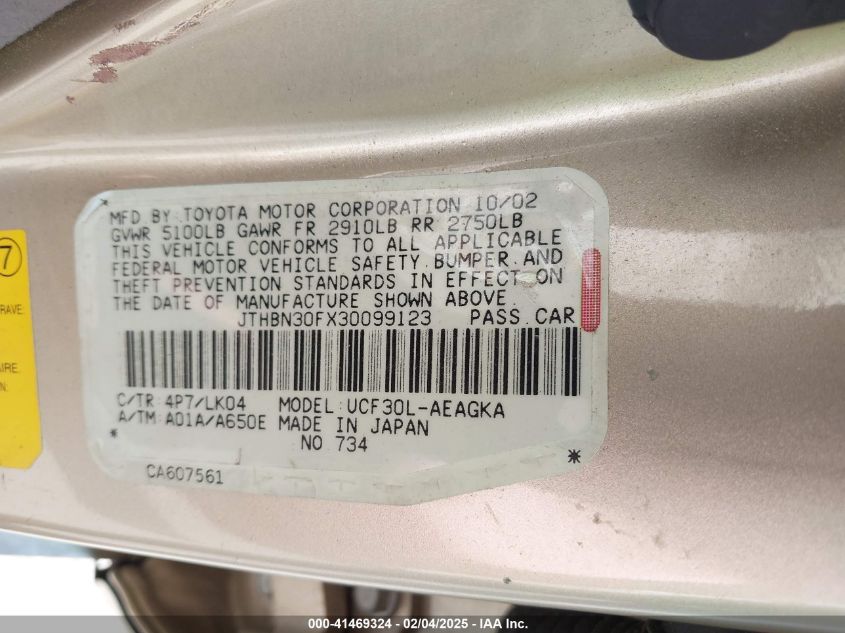 MFD BY: TOYOTA MOTOR CORPORATION 10/02
GVWR 5100LB GAWR FR 2910LB RR 2750LB
THIS VEHICLE CONFORMS TO ALL APPLICABLE
FEDERAL MOTOR VEHICLE SAFETY, BUMPER, AND
THEFT PREVENTION STANDARDS IN EFFECT ON
THE DATE OF MANUFACTURE SHOWN ABOVE.
JTHBN30FX30099123 PASS.CAR
C/TR: 4P7/LK04 MODEL: UCF30L-AEAGKA
A/TM: A01A/A650E MADE IN JAPAN
* NO 734 *
CA607561
7
RAVE:
AIRE.
N:
000-41469324 - 02/04/2025 - IAA, Inc.